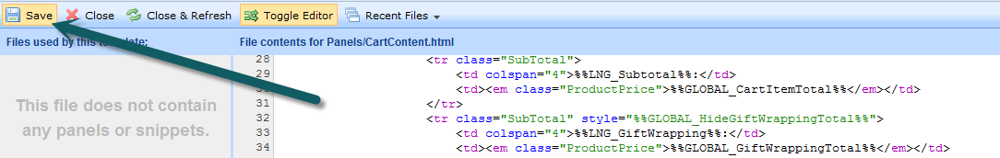 Save Close Close & Refresh Toggle Editor Recent Files
Files used by this template: File contents for Panels/CartContent.html
This file does not contain
any panels or snippets.
28 <tr class="SubTotal">
29 <td colspan="4">%%LNG_Subtotal%%:</td>
30 <td><em class="ProductPrice">%%GLOBAL_CartItemTotal%%</em></td>
31 </tr>
32 <tr class="SubTotal" style="%%GLOBAL_HideGiftWrappingTotal%%">
33 <td colspan="4">%%LNG_GiftWrapping%%:</td>
34 <td><em class="ProductPrice">%%GLOBAL_GiftWrappingTotal%%</em></td>